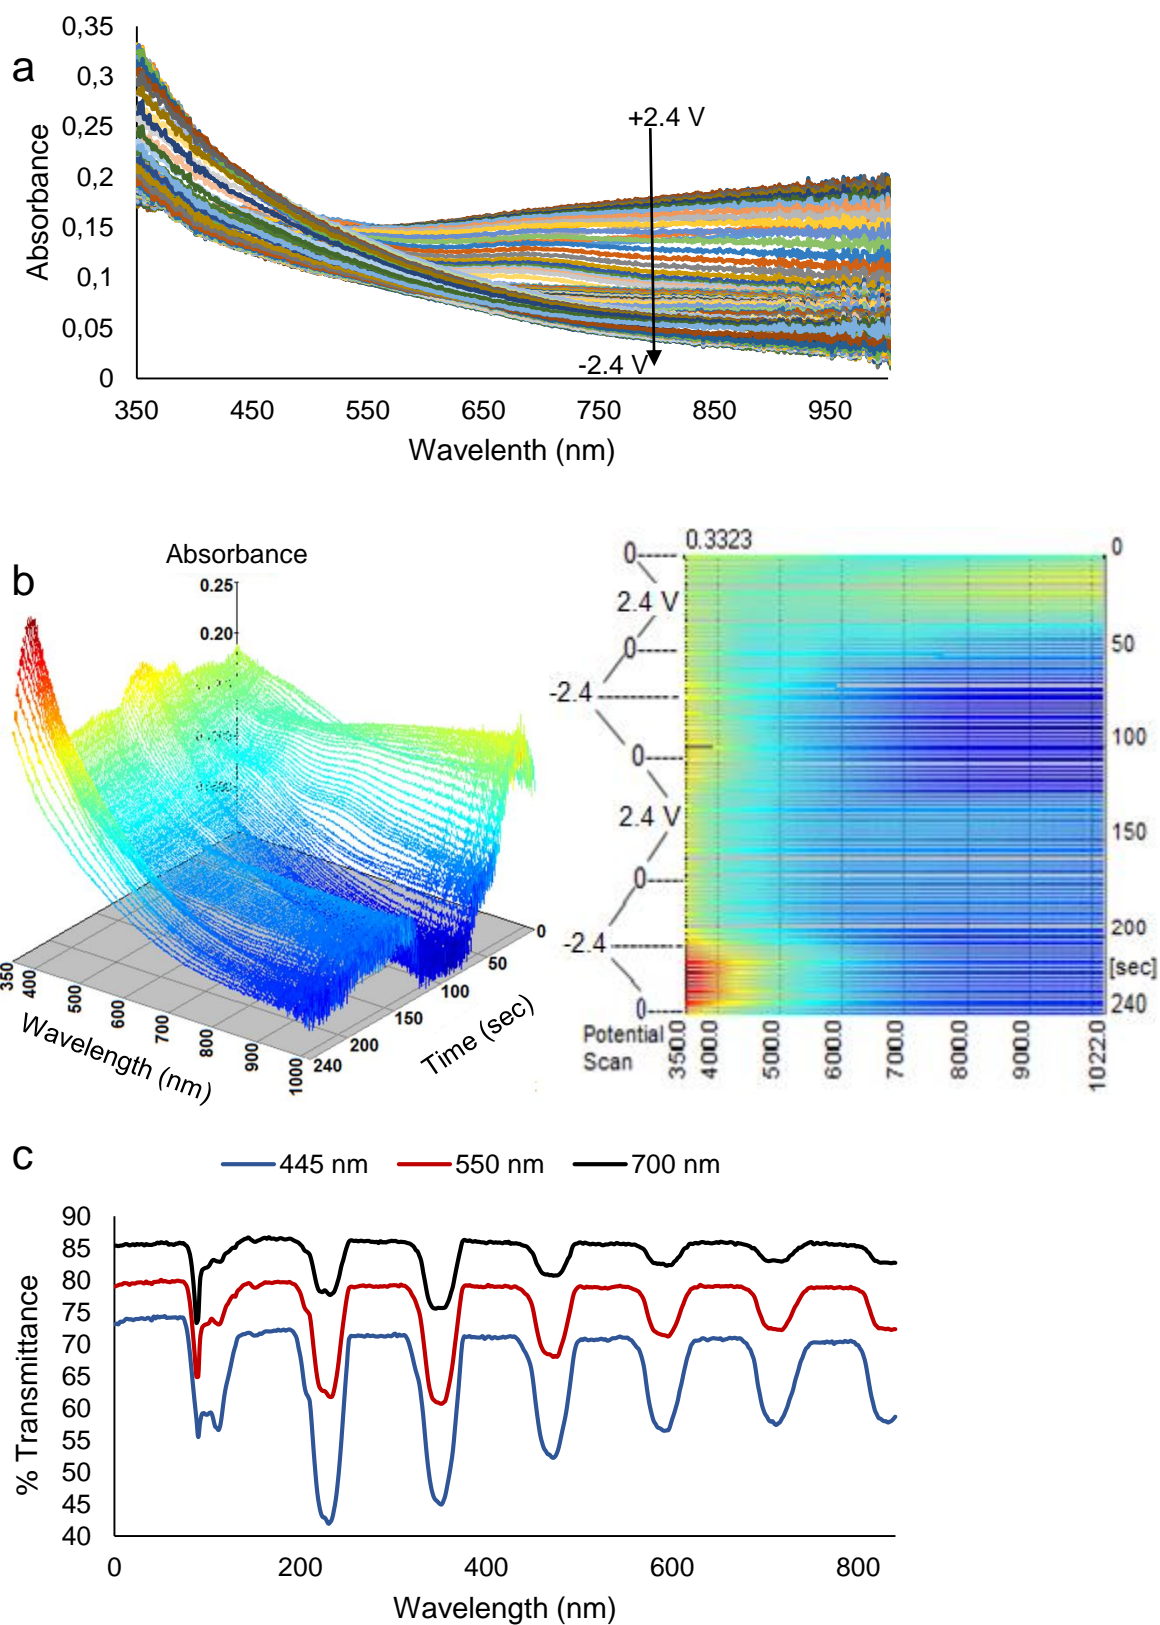 a
Absorbance
0,35
0,3
0,25
0,2
0,15
0,1
0,05
0
+2.4 V
-2.4 V
350 450 550 650 750 850 950
Wavelenth (nm)
b
Absorbance
0.25
0.20
350 400 500 600 700 800 900 1000
Wavelength (nm)
0 50 100 150 200 240
Time (sec)
0.3323
0
2.4 V
0
-2.4
0
2.4 V
0
-2.4
0
Potential
Scan
0
50
100
150
200
[sec]
240
350.0 400.0 500.0 600.0 700.0 800.0 900.0 1022.0
c
445 nm 550 nm 700 nm
% Transmittance
90
85
80
75
70
65
60
55
50
45
40
0 200 400 600 800
Wavelength (nm)